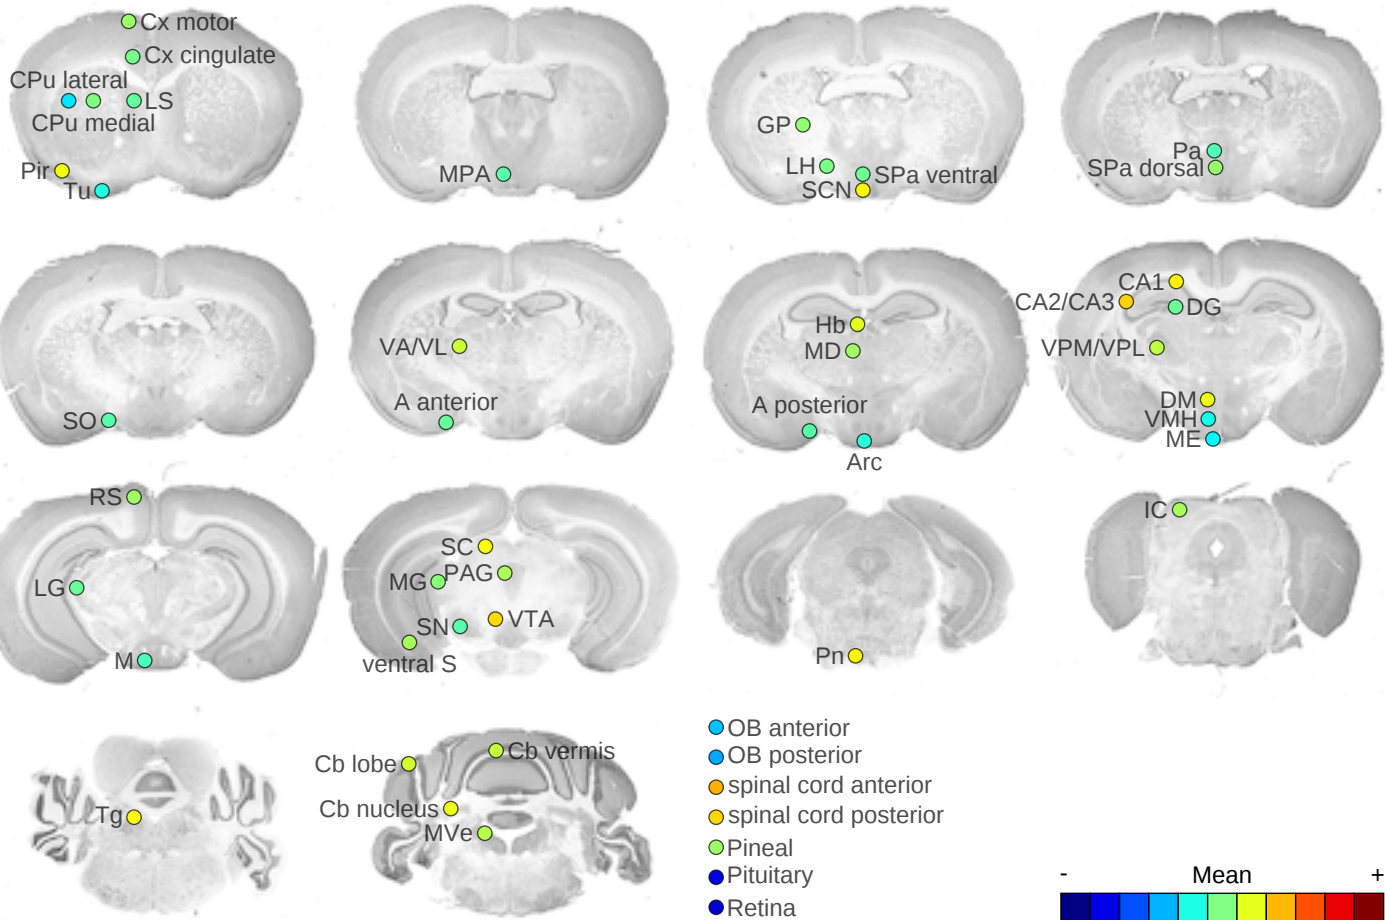 Cx motor
Cx cingulate
CPu lateral
LS
CPu medial
Pir
Tu
MPA
GP
LH
SPa ventral
SCN
Pa
SPa dorsal
SO
VA/VL
A anterior
Hb
MD
A posterior
Arc
CA1
CA2/CA3
DG
VPM/VPL
DM
VMH
ME
RS
LG
M
SC
PAG
MG
VTA
SN
ventral S
Pn
IC
Tg
Cb lobe
Cb vermis
Cb nucleus
MVe
OB anterior
OB posterior
spinal cord anterior
spinal cord posterior
Pineal
Pituitary
Retina
- Mean +